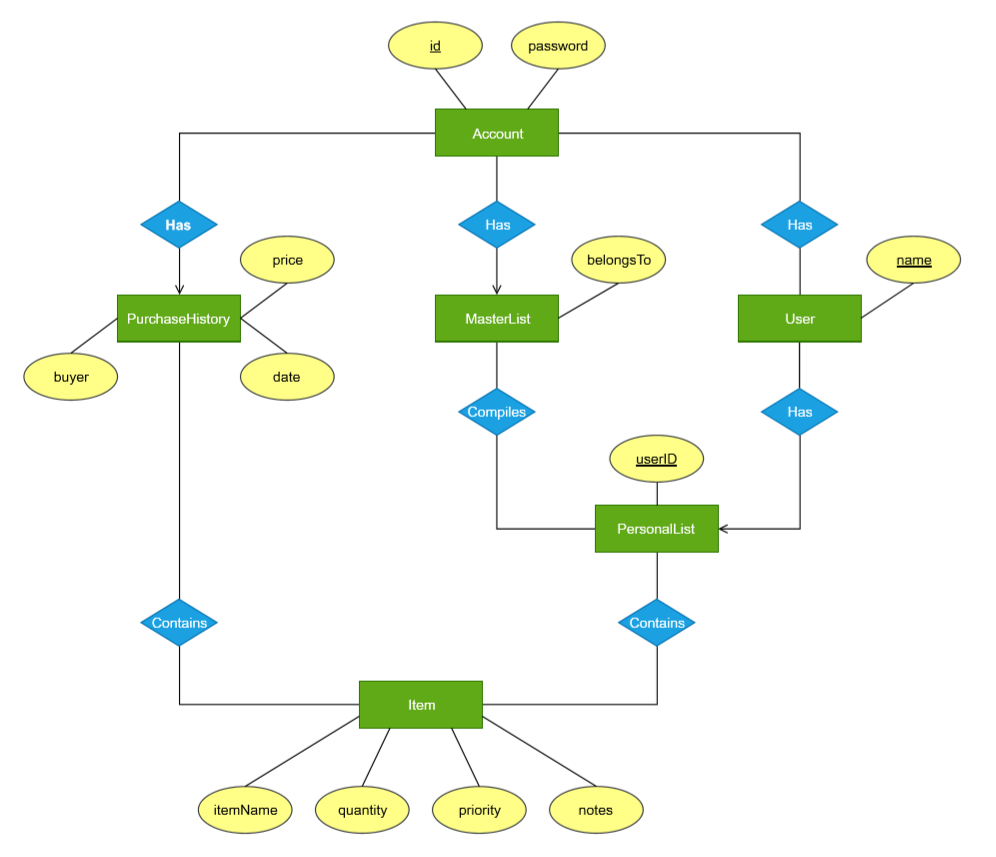 id
password
Account
Has
Has
Has
price
belongsTo
name
PurchaseHistory
MasterList
User
buyer
date
Compiles
Has
userID
PersonalList
Contains
Contains
Item
itemName
quantity
priority
notes